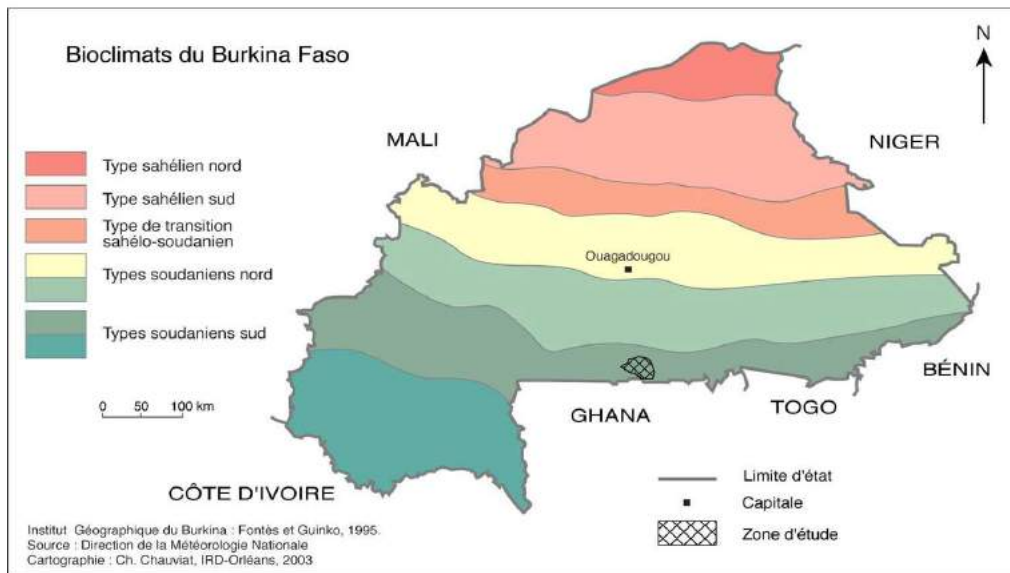 Bioclimats du Burkina Faso
N
MALI
NIGER
Type sahélien nord
Type sahélien sud
Type de transition
sahélo-soudanien
Types soudaniens nord
Types soudaniens sud
Ouagadougou
0 50 100 km
BÉNIN
GHANA
TOGO
CÔTE D'IVOIRE
Limite d'état
Capitale
Zone d'étude
Institut Géographique du Burkina : Fontès et Guinko, 1995.
Source : Direction de la Météorologie Nationale
Cartographie : Ch. Chauviat, IRD-Orléans, 2003